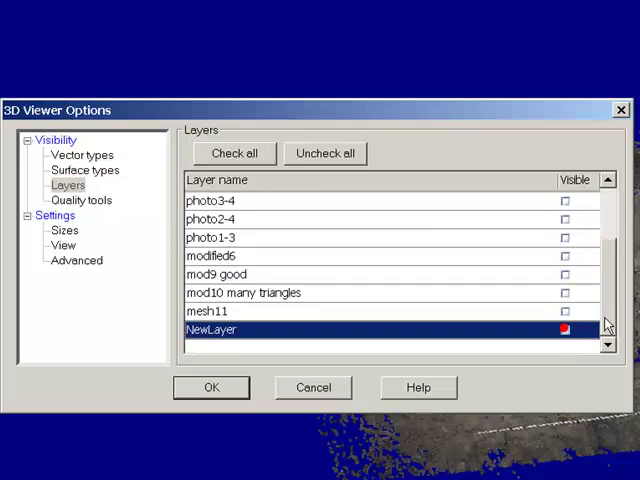 3D Viewer Options
Visibility
Vector types
Surface types
Layers
Quality tools
Settings
Sizes
View
Advanced
Layers
Check all
Uncheck all
Layer name
Visible
photo3-4
photo2-4
photo1-3
modified6
mod9 good
mod10 many triangles
mesh11
NewLayer
OK
Cancel
Help